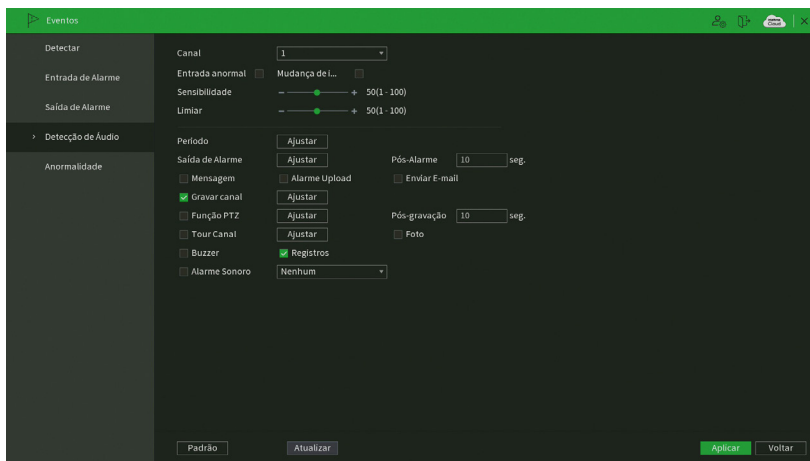 Eventos
Cloud
Detectar
Entrada de Alarme
Saída de Alarme
Detecção de Áudio
Anormalidade
Canal 1
Entrada anormal Mudança de i...
Sensibilidade 50(1 - 100)
Limiar 50(1 - 100)
Período Ajustar
Saída de Alarme Ajustar Pós-Alarme 10 seg.
Mensagem Alarme Upload Enviar E-mail
Gravar canal Ajustar
Função PTZ Ajustar Pós-gravação 10 seg.
Tour Canal Ajustar Foto
Buzzer Registros
Alarme Sonoro Nenhum
Padrão Atualizar Aplicar Voltar